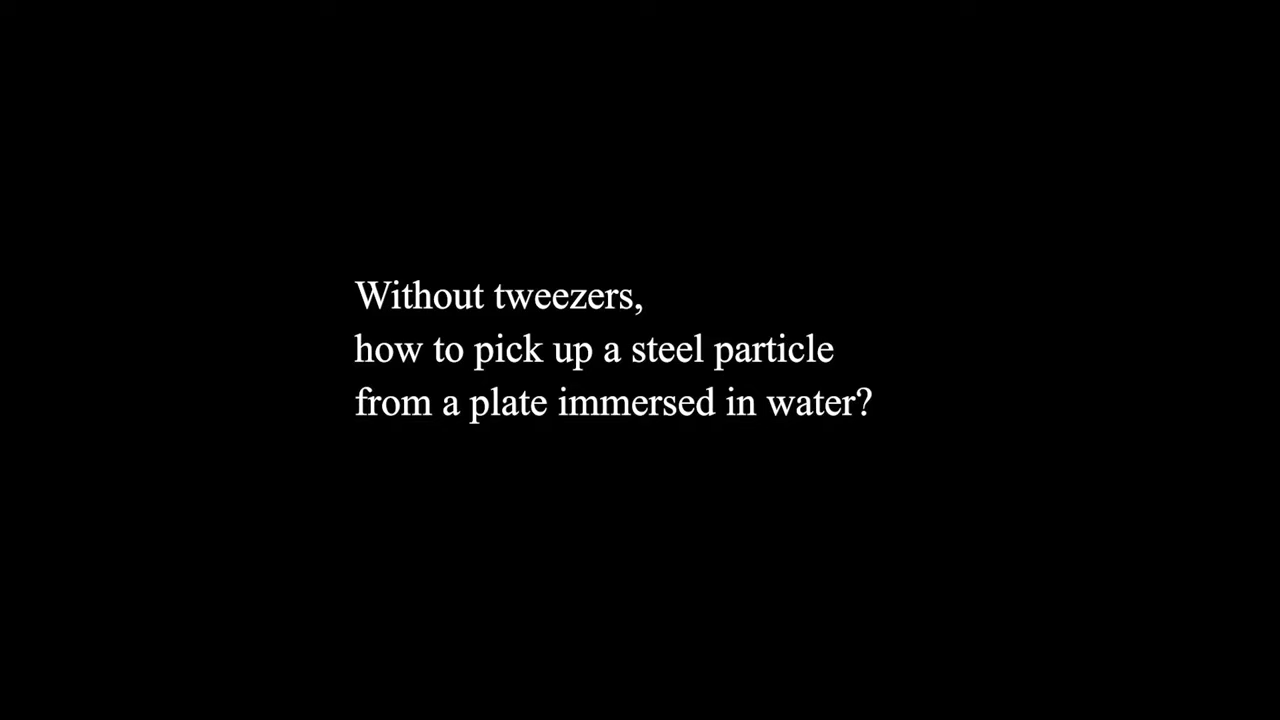 Without tweezers,
how to pick up a steel particle
from a plate immersed in water?